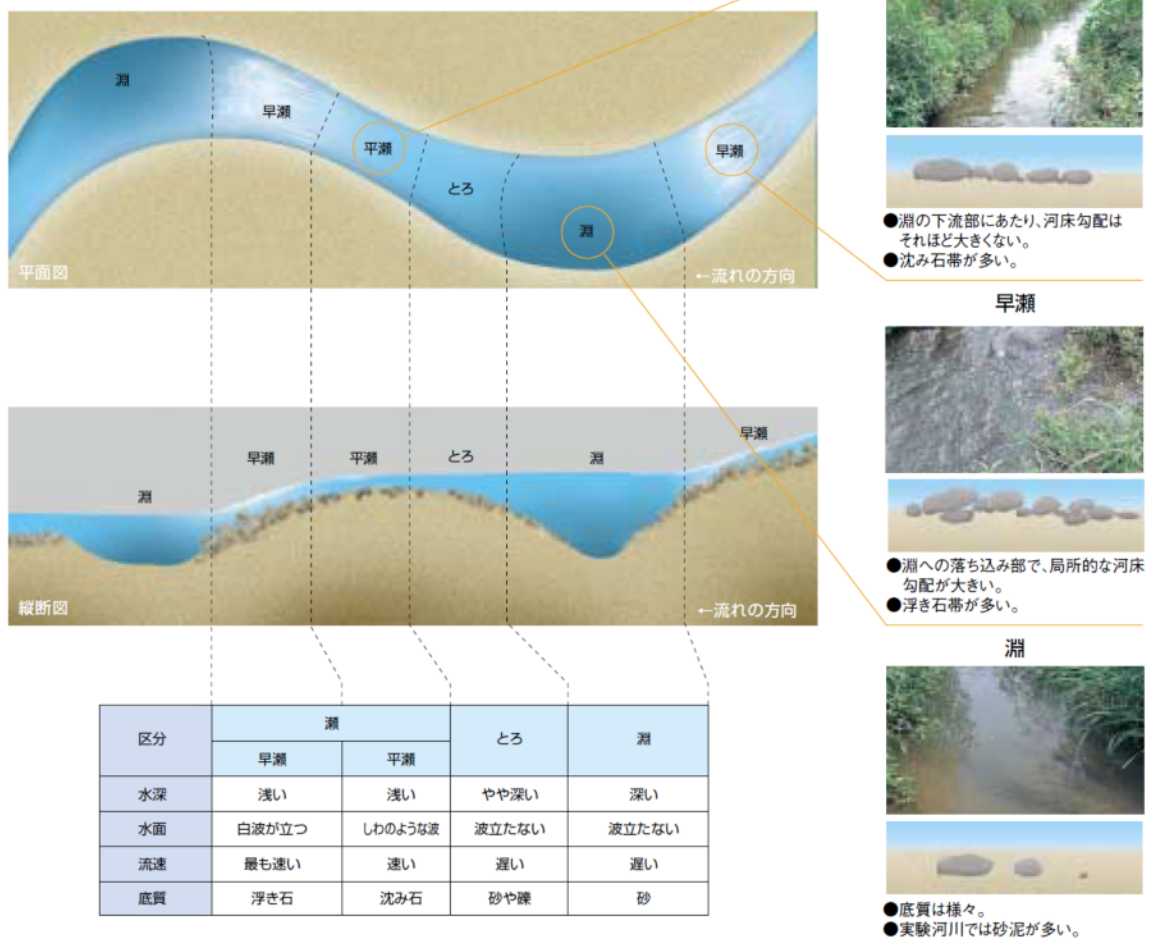 淵
早瀬
平瀬
とろ
淵
早瀬
平面図
←流れの方向
早瀬
平瀬
とろ
淵
早瀬
淵
縦断図
←流れの方向
区分 瀬 とろ 淵
早瀬 平瀬
水深 浅い 浅い やや深い 深い
水面 白波が立つ しわのような波 波立たない 波立たない
流速 最も速い 速い 遅い 遅い
底質 浮き石 沈み石 砂や礫 砂
●淵の下流部にあたり、河床勾配は
それほど大きくない。
●沈み石帯が多い。
早瀬
●淵への落ち込み部で、局所的な河床
勾配が大きい。
●浮き石帯が多い。
淵
●底質は様々。
●実験河川では砂泥が多い。